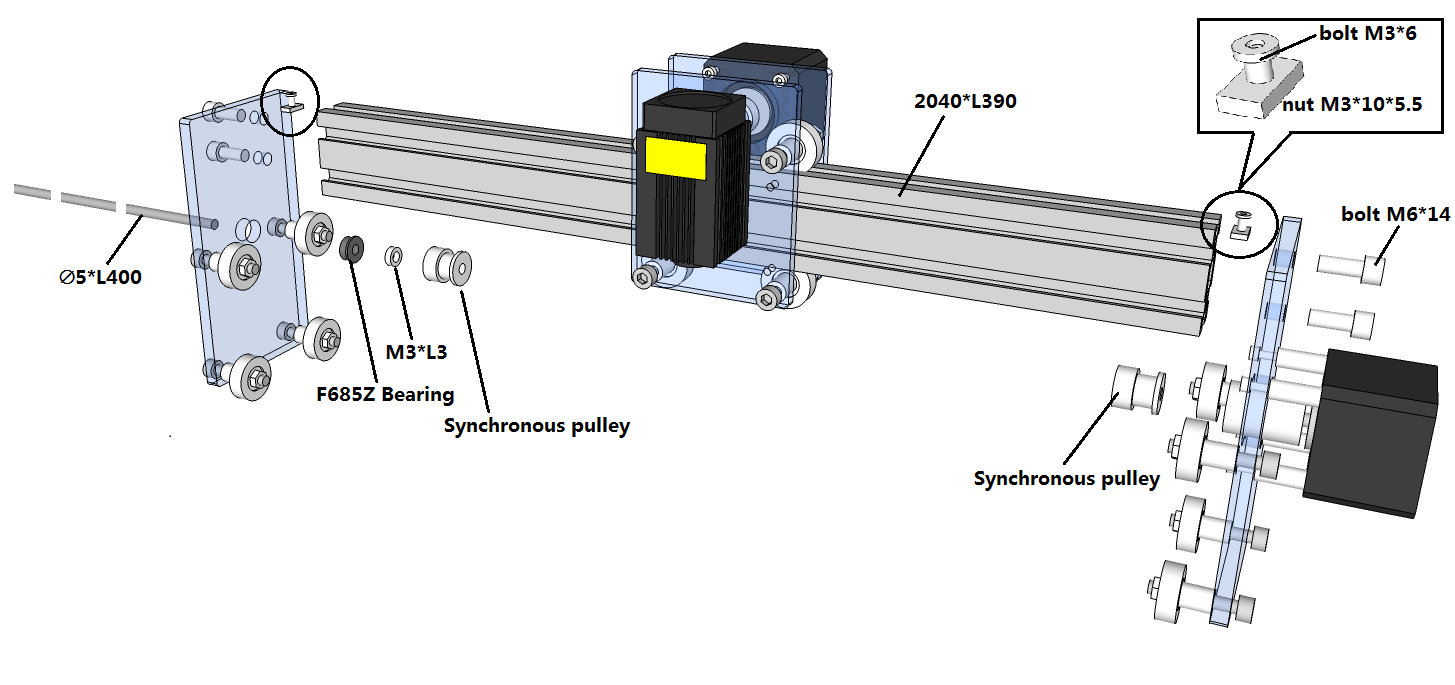 bolt M3*6
2040*L390
nut M3*10*5.5
bolt M6*14
∅5*L400
M3*L3
F685Z Bearing
Synchronous pulley
Synchronous pulley